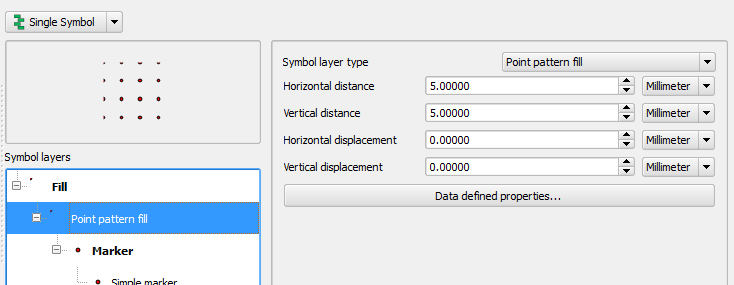 Single Symbol
Symbol layer type Point pattern fill
Horizontal distance 5.00000 Millimeter
Vertical distance 5.00000 Millimeter
Horizontal displacement 0.00000 Millimeter
Vertical displacement 0.00000 Millimeter
Data defined properties...
Symbol layers
Fill
Point pattern fill
Marker
Simple marker